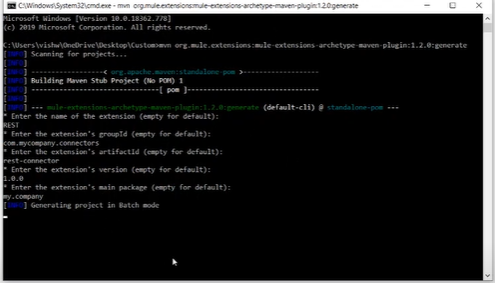 C:\Windows\System32\cmd.exe - mvn org.mule.extensions:mule-extensions-archetype-maven-plugin:1.2.0:generate
Microsoft Windows [Version 10.0.18362.778]
(c) 2019 Microsoft Corporation. All rights reserved.
C:\Users\vishw\OneDrive\Desktop\Custom>mvn org.mule.extensions:mule-extensions-archetype-maven-plugin:1.2.0:generate
[INFO] Scanning for projects...
[INFO]
[INFO] ------------------< org.apache.maven:standalone-pom >-------------------
[INFO] Building Maven Stub Project (No POM) 1
[INFO] --------------------------------[ pom ]---------------------------------
[INFO]
[INFO] --- mule-extensions-archetype-maven-plugin:1.2.0:generate (default-cli) @ standalone-pom ---
* Enter the name of the extension (empty for default):
REST
* Enter the extension's groupId (empty for default):
com.mycompany.connectors
* Enter the extension's artifactId (empty for default):
rest-connector
* Enter the extension's version (empty for default):
1.0.0
* Enter the extension's main package (empty for default):
my.company
[INFO] Generating project in Batch mode